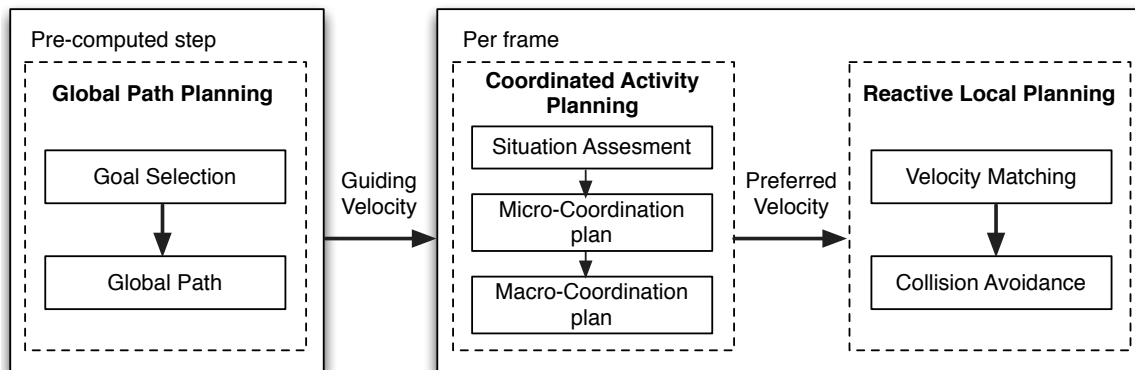 Pre-computed step
Global Path Planning
Goal Selection
Global Path
Guiding
Velocity
Per frame
Coordinated Activity
Planning
Situation Assesment
Micro-Coordination
plan
Macro-Coordination
plan
Preferred
Velocity
Reactive Local Planning
Velocity Matching
Collision Avoidance